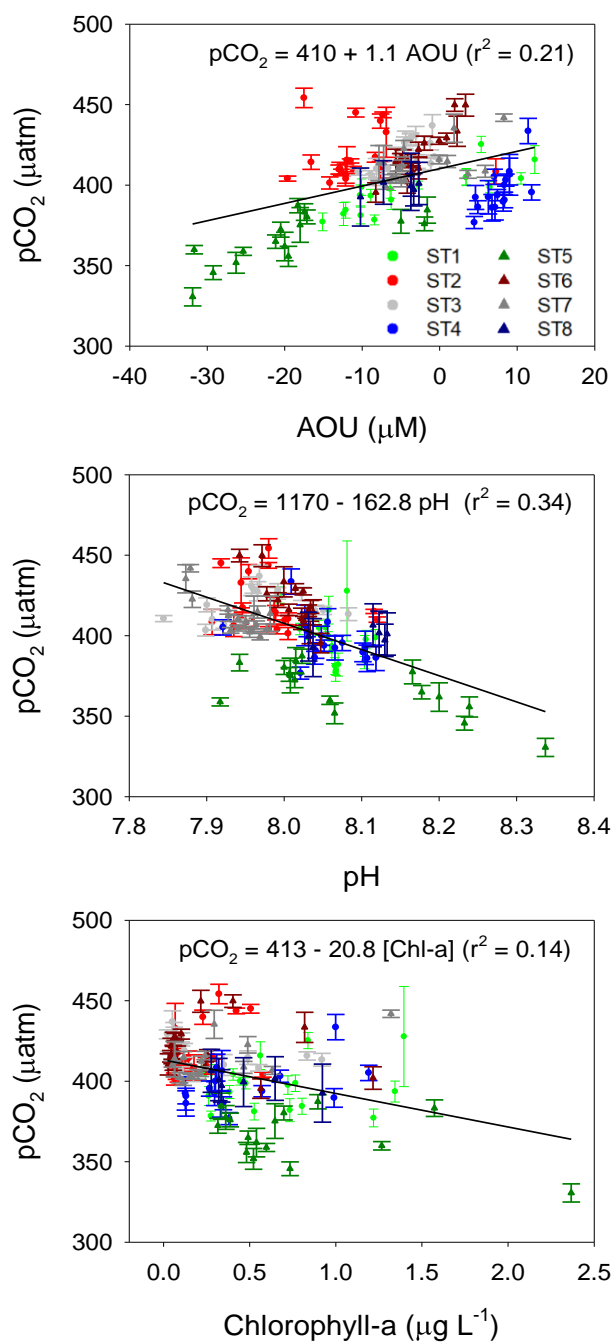 pCO₂ = 410 + 1.1 AOU (r² = 0.21)
500
450
400
350
300
pCO₂ (μatm)
ST1 ST5
ST2 ST6
ST3 ST7
ST4 ST8
-40 -30 -20 -10 0 10 20
AOU (μM)
pCO₂ = 1170 - 162.8 pH (r² = 0.34)
500
450
400
350
300
pCO₂ (μatm)
7.8 7.9 8.0 8.1 8.2 8.3 8.4
pH
pCO₂ = 413 - 20.8 [Chl-a] (r² = 0.14)
500
450
400
350
300
pCO₂ (μatm)
0.0 0.5 1.0 1.5 2.0 2.5
Chlorophyll-a (μg L⁻¹)